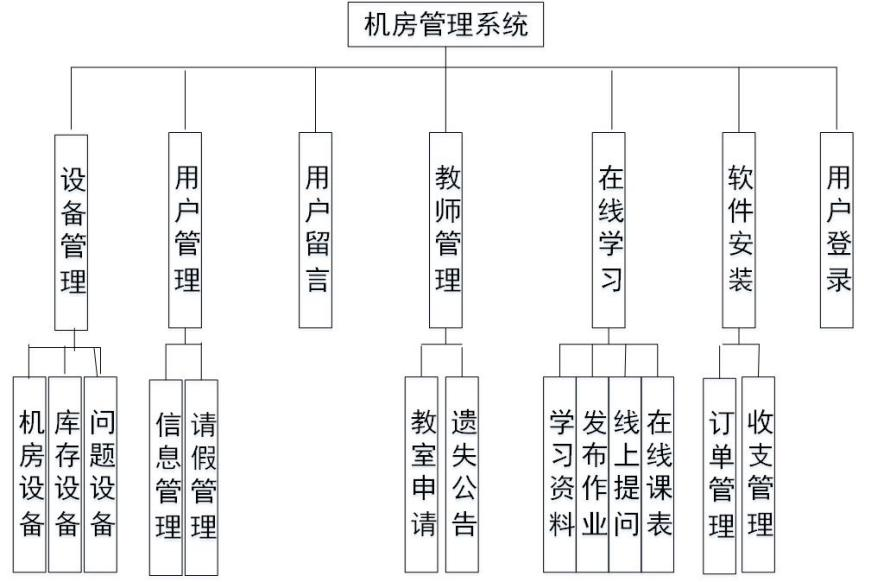 机房管理系统
设备管理
用户管理
用户留言
教师管理
在线学习
软件安装
用户登录
机房设备
库存设备
问题设备
信息管理
请假管理
教室申请
遗失公告
学习资料
发布作业
线上提问
在线课表
订单管理
收支管理